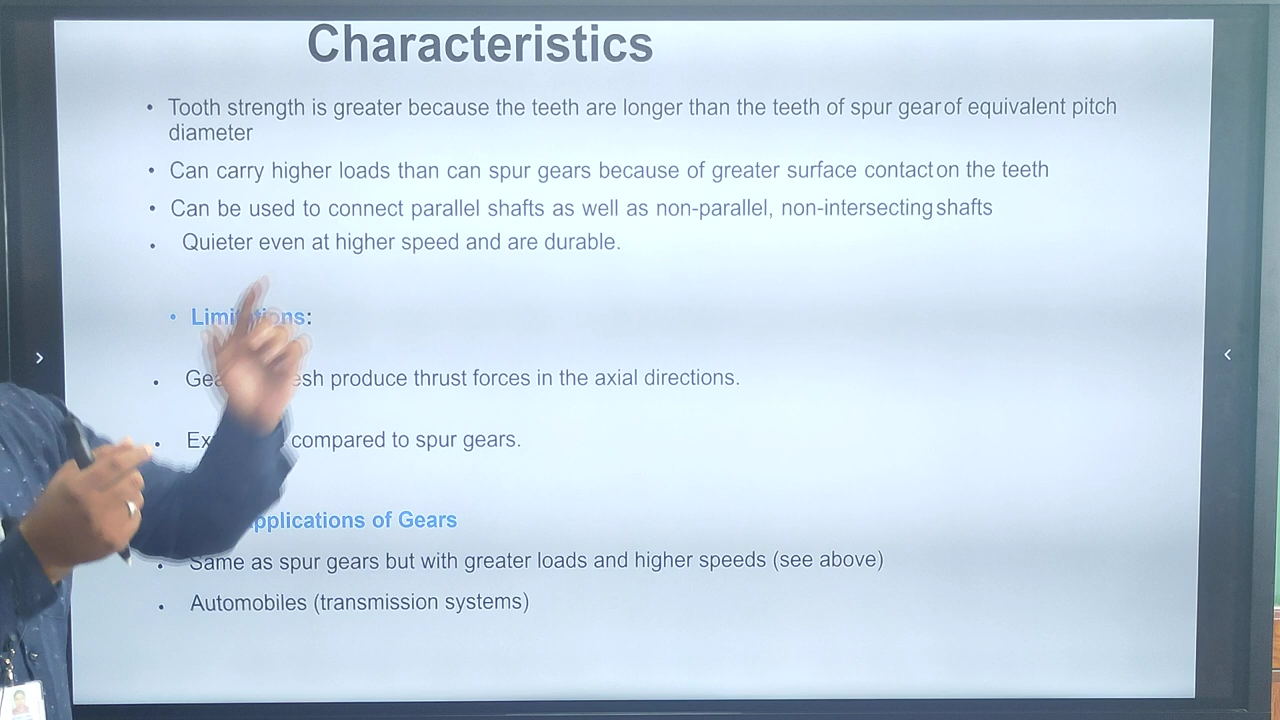 Characteristics
• Tooth strength is greater because the teeth are longer than the teeth of spur gear of equivalent pitch
diameter
• Can carry higher loads than can spur gears because of greater surface contact on the teeth
• Can be used to connect parallel shafts as well as non-parallel, non-intersecting shafts
• Quieter even at higher speed and are durable.
• Limitations:
• produce thrust forces in the axial directions.
• compared to spur gears.
Applications of Gears
• Same as spur gears but with greater loads and higher speeds (see above)
• Automobiles (transmission systems)